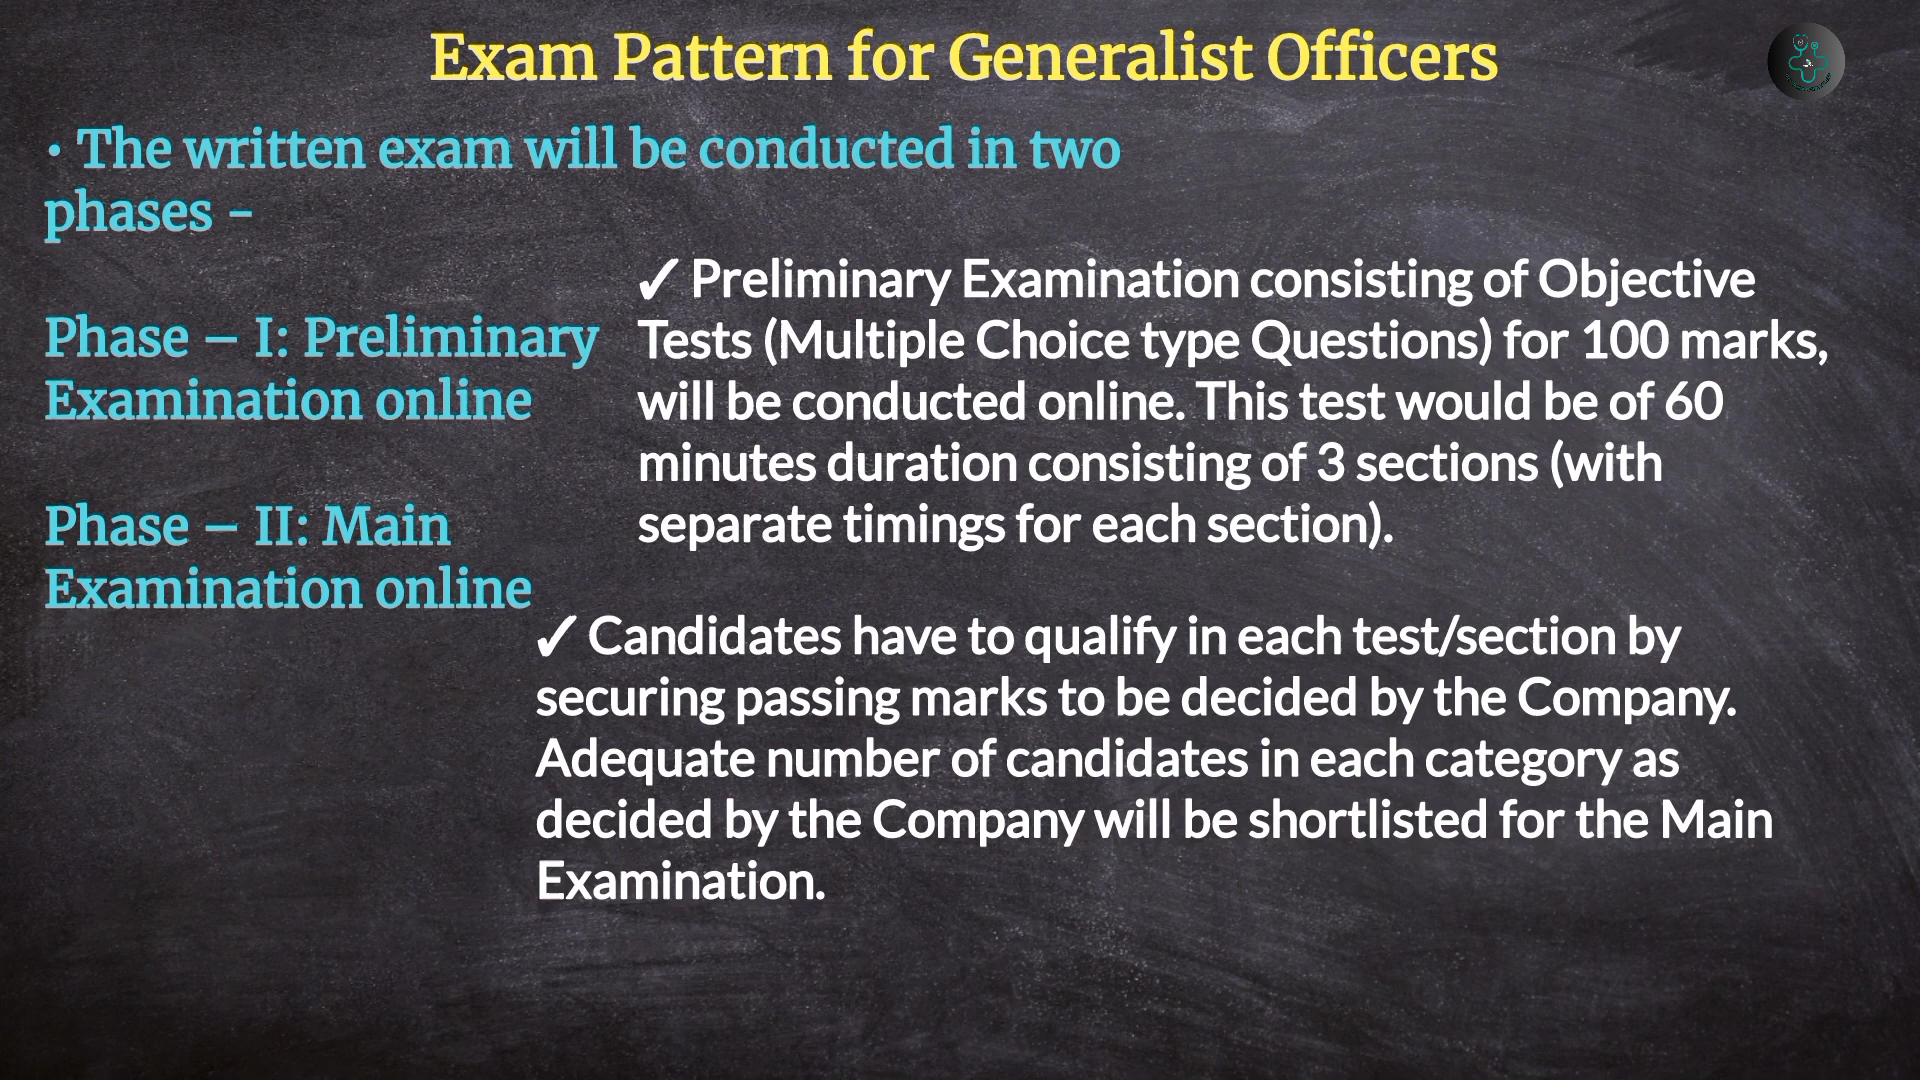 Exam Pattern for Generalist Officers
• The written exam will be conducted in two
phases -
Phase – I: Preliminary
Examination online
Phase – II: Main
Examination online
✓ Preliminary Examination consisting of Objective
Tests (Multiple Choice type Questions) for 100 marks,
will be conducted online. This test would be of 60
minutes duration consisting of 3 sections (with
separate timings for each section).
✓ Candidates have to qualify in each test/section by
securing passing marks to be decided by the Company.
Adequate number of candidates in each category as
decided by the Company will be shortlisted for the Main
Examination.